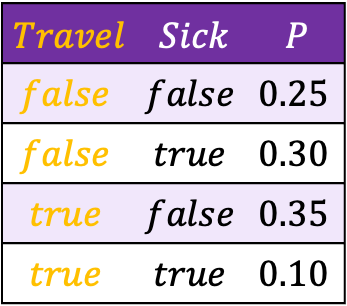 Travel Sick P
false false 0.25
false true 0.30
true false 0.35
true true 0.10